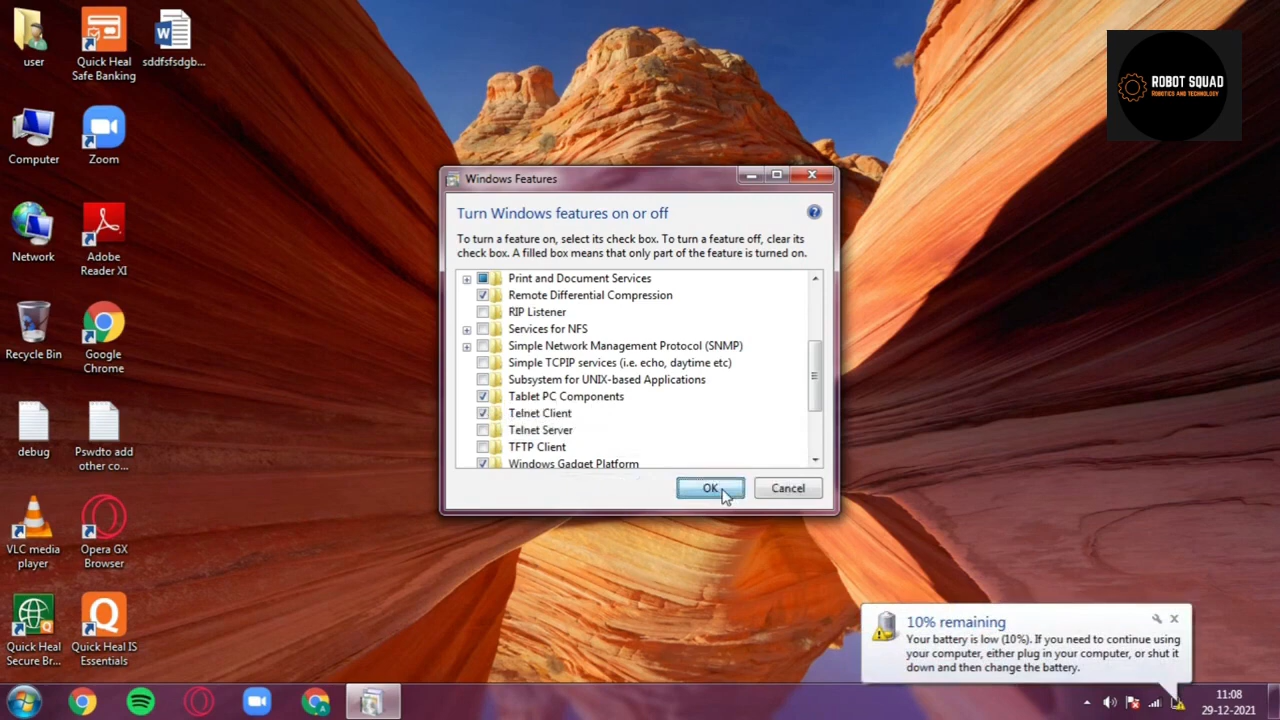 user
Quick Heal
Safe Banking
sddfsfsdgb...
Computer
Zoom
Network
Adobe
Reader XI
Recycle Bin
Google
Chrome
debug
Pswdto add
other co...
VLC media
player
Opera GX
Browser
Quick Heal
Secure Br...
Quick Heal IS
Essentials
ROBOT SQUAD
ROBOTICS AND TECHNOLOGY
Windows Features
Turn Windows features on or off
To turn a feature on, select its check box. To turn a feature off, clear its
check box. A filled box means that only part of the feature is turned on.
Print and Document Services
Remote Differential Compression
RIP Listener
Services for NFS
Simple Network Management Protocol (SNMP)
Simple TCPIP services (i.e. echo, daytime etc)
Subsystem for UNIX-based Applications
Tablet PC Components
Telnet Client
Telnet Server
TFTP Client
Windows Gadget Platform
OK
Cancel
10% remaining
Your battery is low (10%). If you need to continue using
your computer, either plug in your computer, or shut it
down and then change the battery.
11:08
29-12-2021